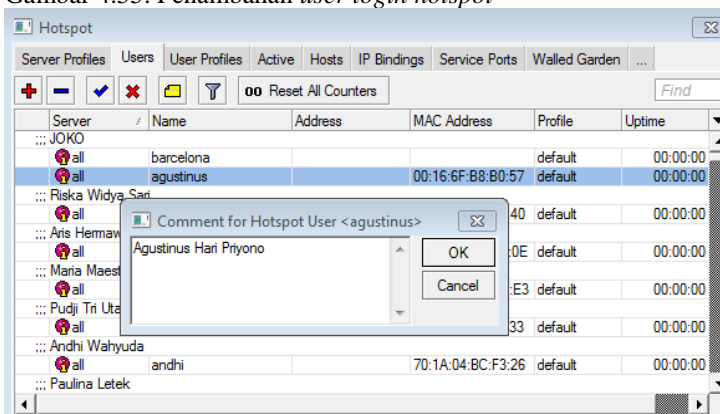 Gambar 4.33. Penambahan user login hotspot
Hotspot
Server Profiles Users User Profiles Active Hosts IP Bindings Service Ports Walled Garden ...
00 Reset All Counters Find
Server Name Address MAC Address Profile Uptime
;;; JOKO
all barcelona default 00:00:00
all agustinus 00:16:6F:B8:B0:57 default 00:00:00
;;; Riska Widya Sari
all 40 default 00:00:00
;;; Aris Hermaw
all :0E default 00:00:00
;;; Maria Maest
all :E3 default 00:00:00
;;; Pudji Tri Uta
all 33 default 00:00:00
;;; Andhi Wahyuda
all andhi 70:1A:04:BC:F3:26 default 00:00:00
;;; Paulina Letek
Comment for Hotspot User <agustinus>
Agustinus Hari Priyono
OK
Cancel